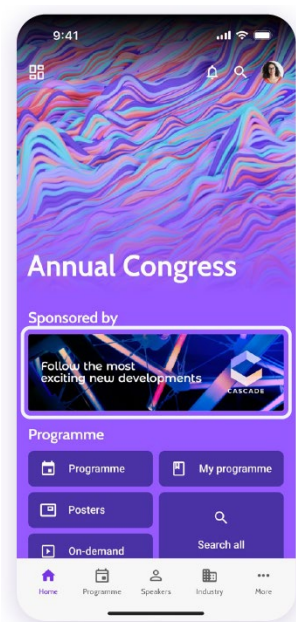 9:41
Annual Congress
Sponsored by
Follow the most
exciting new developments
CASCADE
Programme
Programme
My programme
Posters
Search all
On-demand
Home
Programme
Speakers
Industry
More